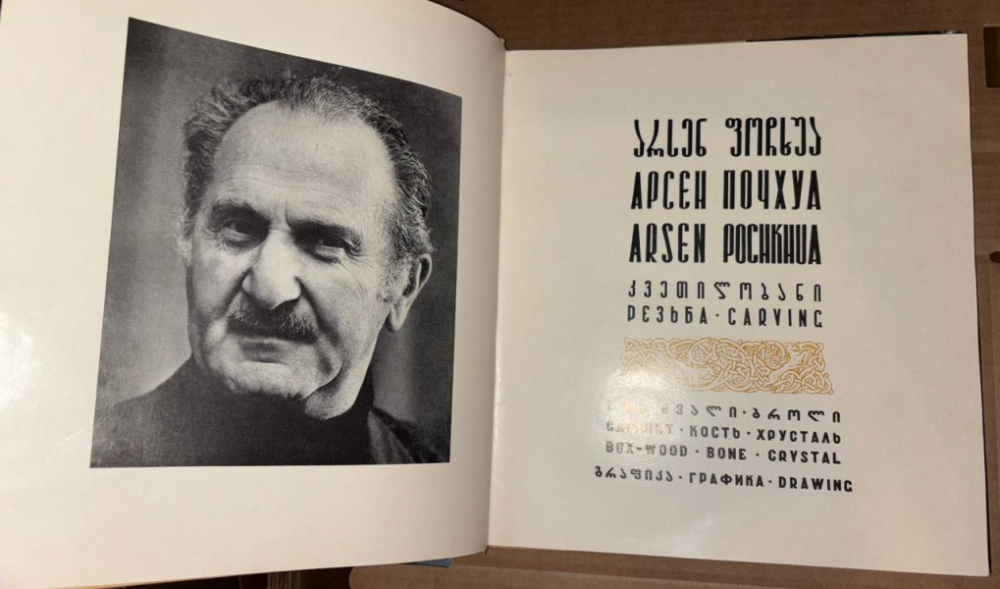 არსენ ფოჩხუა
АРСЕН ПОЧХУА
ARSEN POCHKHUA
კვეთილობანი
РЕЗЬБА · CARVING
ძვალი · ბროლი
САМШИТ · КОСТЬ · ХРУСТАЛЬ
BOX-WOOD · BONE · CRYSTAL
გრაფიკა · ГРАФИКА · DRAWING